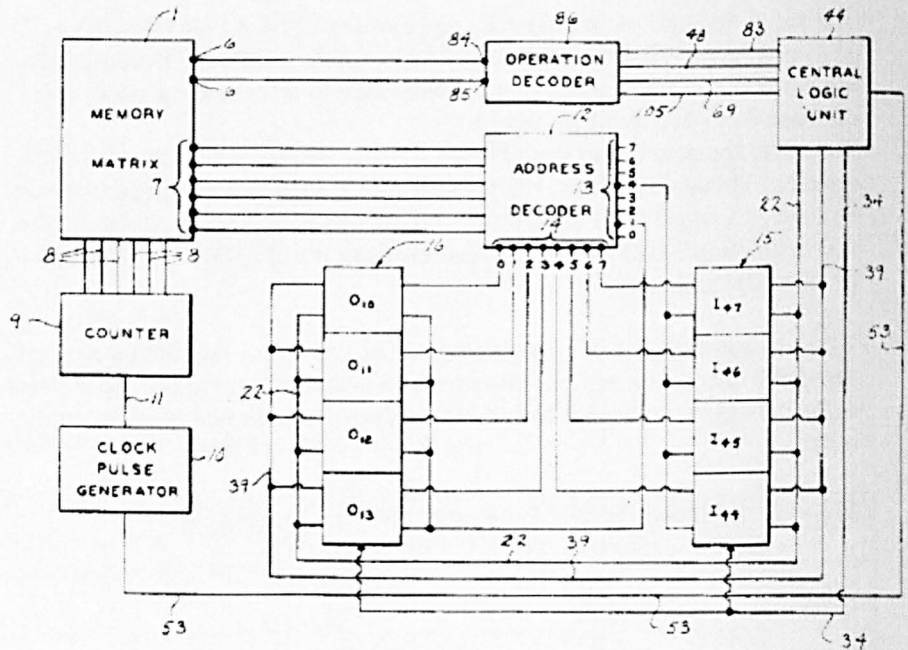 1
86
44
6
84
48
83
6
85
OPERATION
DECODER
CENTRAL
LOGIC
UNIT
105
69
MEMORY
MATRIX
7
12
ADDRESS
DECODER
13
14
7
5
4
3
2
0
22
34
39
53
8
8
16
0 1 2 3 4 5 6 7
15
9
COUNTER
O10
I47
11
O11
22
I46
O12
I45
CLOCK
PULSE
GENERATOR
10
39
O13
I44
22
39
53
53
34